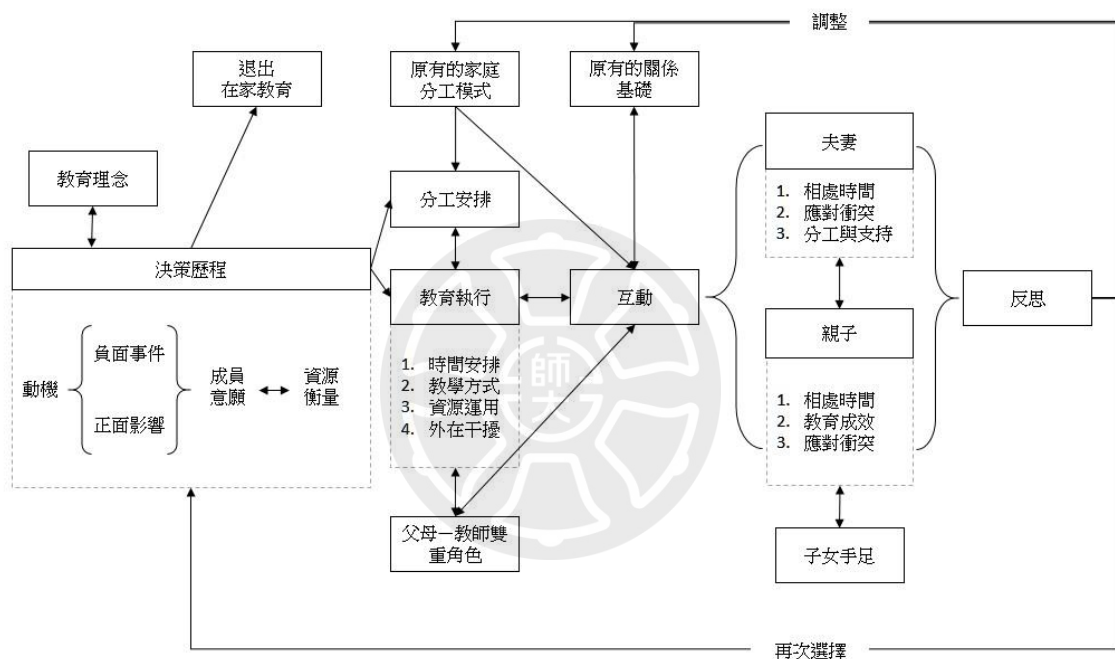 調整
退出
在家教育
原有的家庭
分工模式
原有的關係
基礎
教育理念
分工安排
夫妻
1. 相處時間
2. 應對衝突
3. 分工與支持
決策歷程
教育執行
互動
反思
動機
負面事件
正面影響
成員
意願
資源
衡量
1. 時間安排
2. 教學方式
3. 資源運用
4. 外在干擾
師大
親子
1. 相處時間
2. 教育成效
3. 應對衝突
父母－教師雙
重角色
子女手足
再次選擇